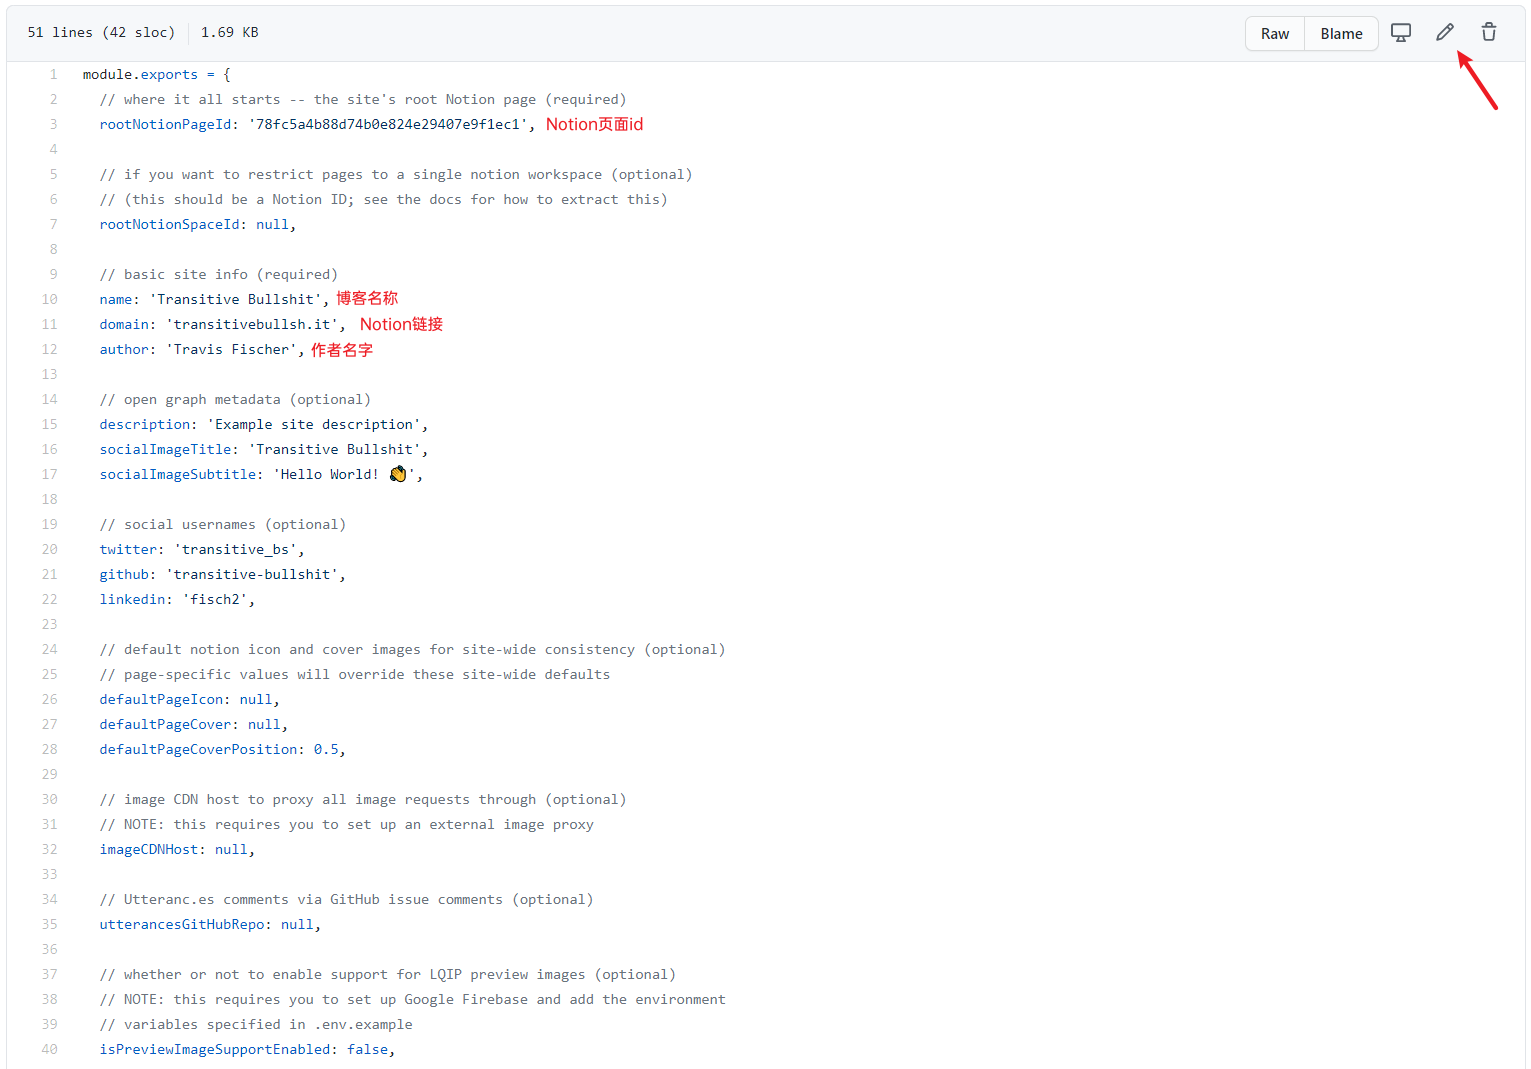 51 lines (42 sloc) 1.69 KB Raw Blame
1 module.exports = {
2 // where it all starts -- the site's root Notion page (required)
3 rootNotionPageId: '78fc5a4b88d74b0e824e29407e9f1ec1', Notion页面id
4
5 // if you want to restrict pages to a single notion workspace (optional)
6 // (this should be a Notion ID; see the docs for how to extract this)
7 rootNotionSpaceId: null,
8
9 // basic site info (required)
10 name: 'Transitive Bullshit', 博客名称
11 domain: 'transitivebullsh.it', Notion链接
12 author: 'Travis Fischer', 作者名字
13
14 // open graph metadata (optional)
15 description: 'Example site description',
16 socialImageTitle: 'Transitive Bullshit',
17 socialImageSubtitle: 'Hello World! 👏',
18
19 // social usernames (optional)
20 twitter: 'transitive_bs',
21 github: 'transitive-bullshit',
22 linkedin: 'fisch2',
23
24 // default notion icon and cover images for site-wide consistency (optional)
25 // page-specific values will override these site-wide defaults
26 defaultPageIcon: null,
27 defaultPageCover: null,
28 defaultPageCoverPosition: 0.5,
29
30 // image CDN host to proxy all image requests through (optional)
31 // NOTE: this requires you to set up an external image proxy
32 imageCDNHost: null,
33
34 // Utteranc.es comments via GitHub issue comments (optional)
35 utterancesGitHubRepo: null,
36
37 // whether or not to enable support for LQIP preview images (optional)
38 // NOTE: this requires you to set up Google Firebase and add the environment
39 // variables specified in .env.example
40 isPreviewImageSupportEnabled: false,